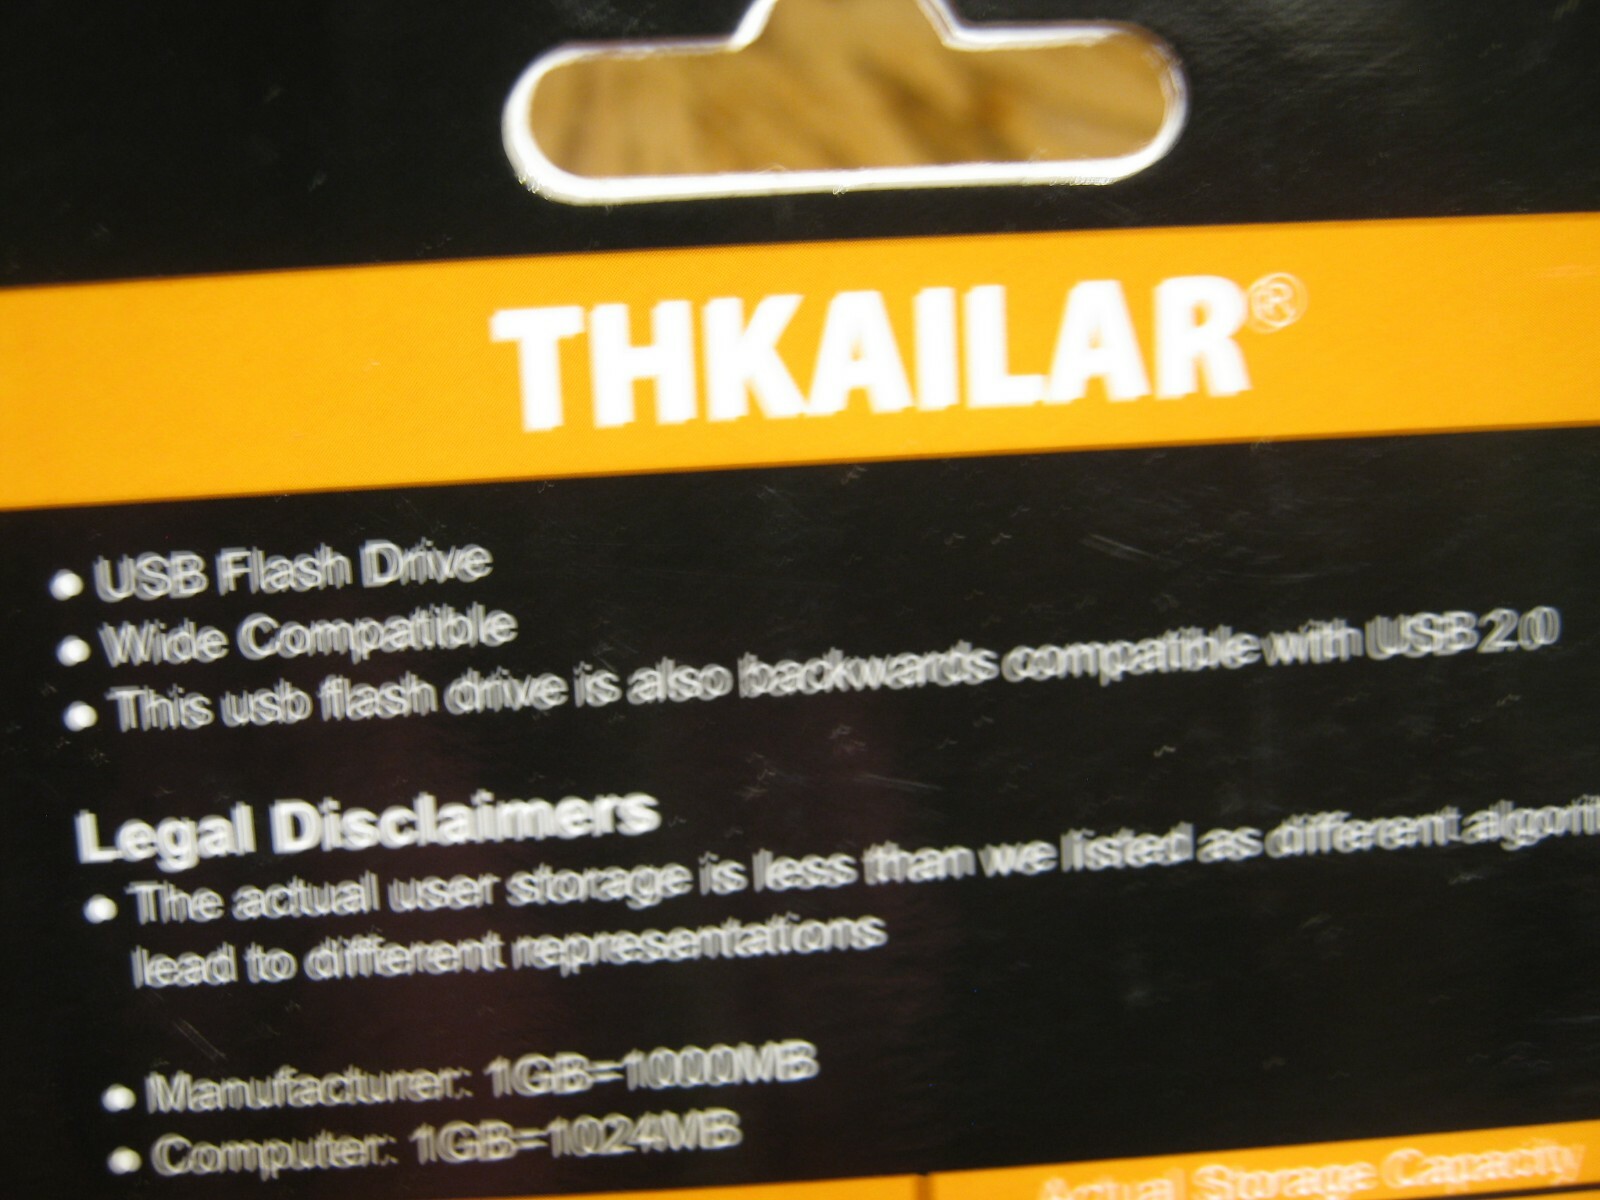 THKAILAR®
• USB Flash Drive
• Wide Compatible
• This usb flash drive is also backwards compatible with USB 2.0
Legal Disclaimers
• The actual user storage is less than we listed as different
lead to different representations
• Manufacturer: 1GB=1000MB
• Computer: 1GB=1024MB
Actual Storage Capacity